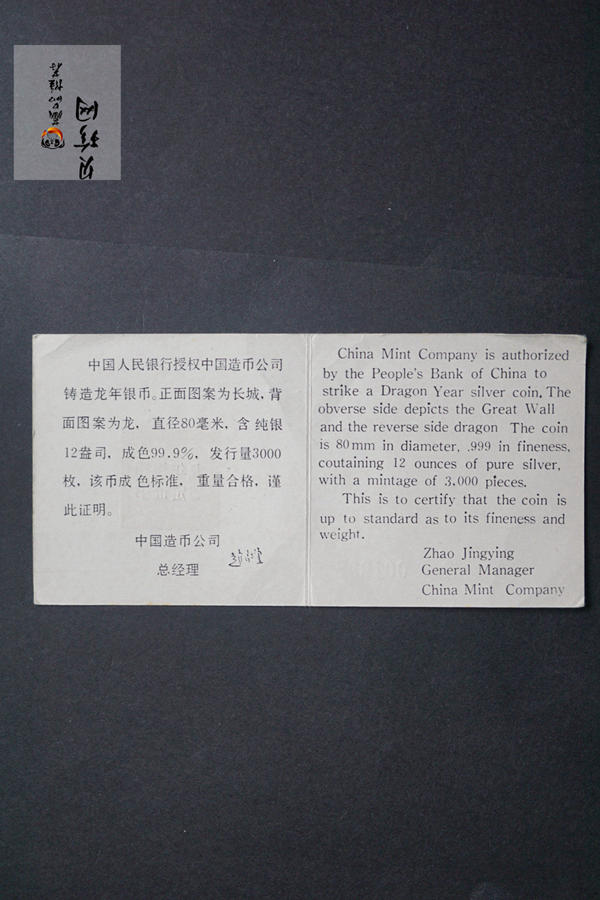 贝珍网
藏品推荐
中国人民银行授权中国造币公司
铸造龙年银币。正面图案为长城，背
面图案为龙，直径80毫米，含 纯银
12盎司，成色99.9%，发行量3000
枚，该币成 色标准， 重量合格，谨
此证明。
中国造币公司
总经理
China Mint Company is authorized
by the People's Bank of China to
strike a Dragon Year silver coin. The
obverse side depicts the Great Wall
and the reverse side dragon The coin
is 80mm in diameter, .999 in fineness,
coutaining 12 ounces of pure silver,
with a mintage of 3.000 pieces.
This is to certify that the coin is
up to standard as to its fineness and
weight.
Zhao Jingying
General Manager
China Mint Company